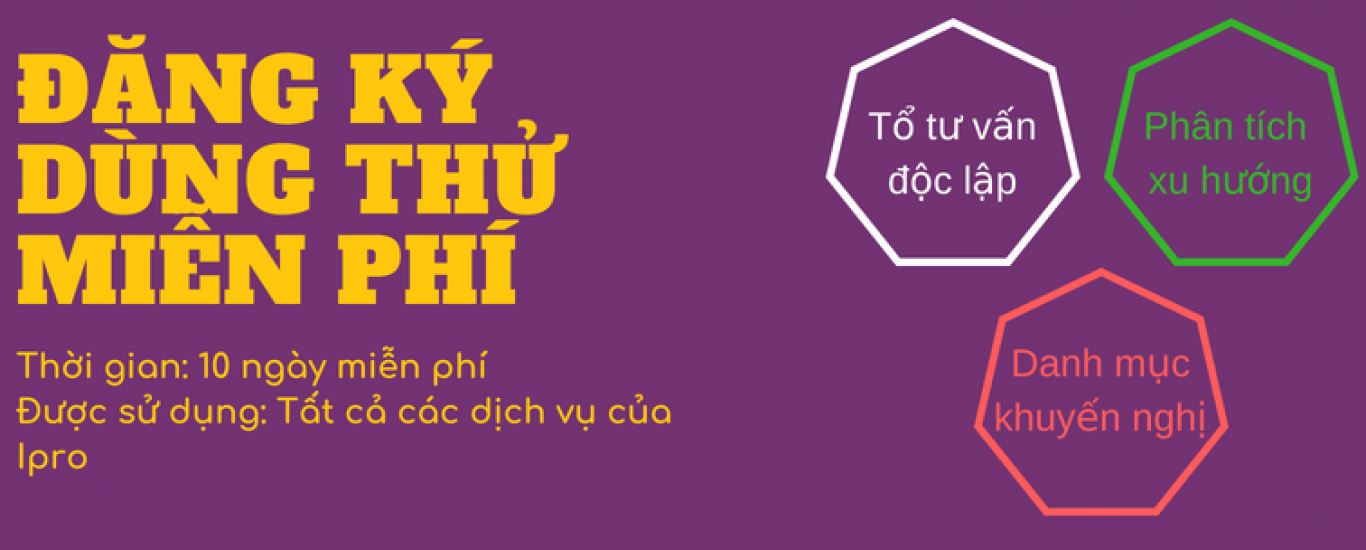 ĐĂNG KÝ
DÙNG THỬ
MIỄN PHÍ
Thời gian: 10 ngày miễn phí
Được sử dụng: Tất cả các dịch vụ của
Ipro
Tổ tư vấn
độc lập
Phân tích
xu hướng
Danh mục
khuyến nghị